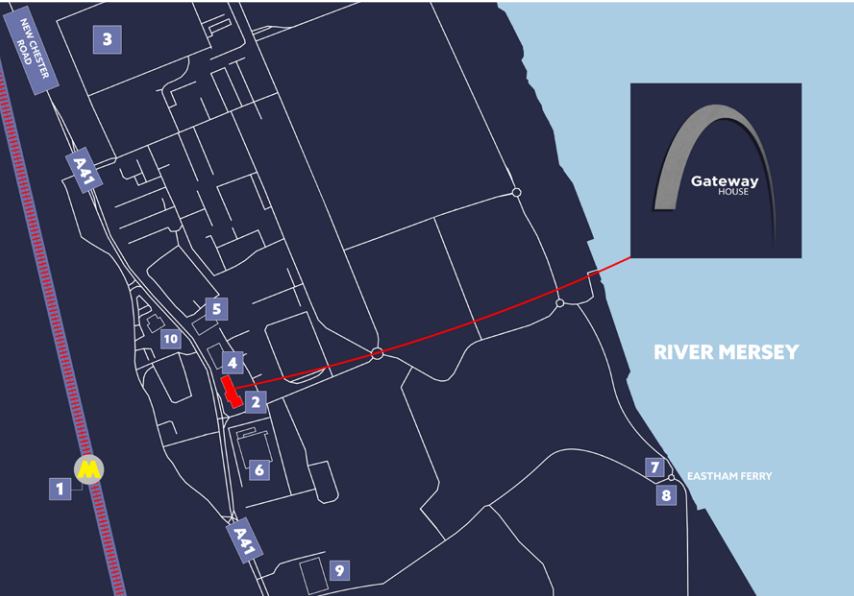 NEW CHESTER
ROAD
3
A41
Gateway
HOUSE
5
10
4
RIVER MERSEY
2
6
7
EASTHAM FERRY
1
M
8
A41
9